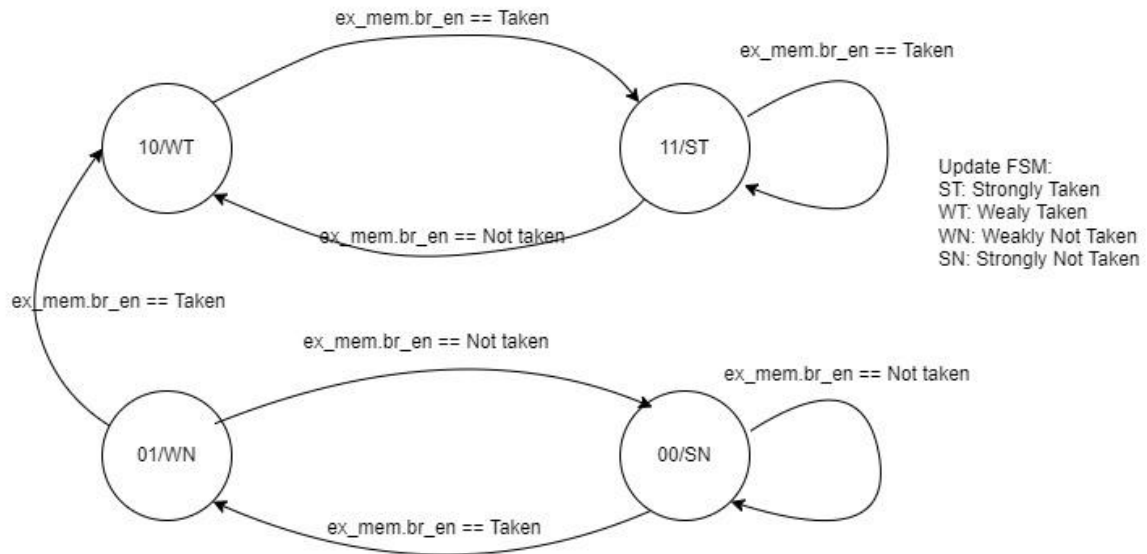 ex_mem.br_en == Taken
ex_mem.br_en == Taken
10/WT
11/ST
Update FSM:
ST: Strongly Taken
WT: Wealy Taken
WN: Weakly Not Taken
SN: Strongly Not Taken
ex_mem.br_en == Not taken
ex_mem.br_en == Taken
ex_mem.br_en == Not taken
ex_mem.br_en == Not taken
01/WN
00/SN
ex_mem.br_en == Taken